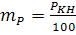 m_P = P_KH / 100